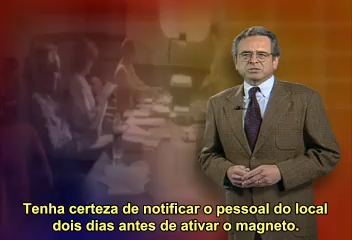 Tenha certeza de notificar o pessoal do local
dois dias antes de ativar o magneto.